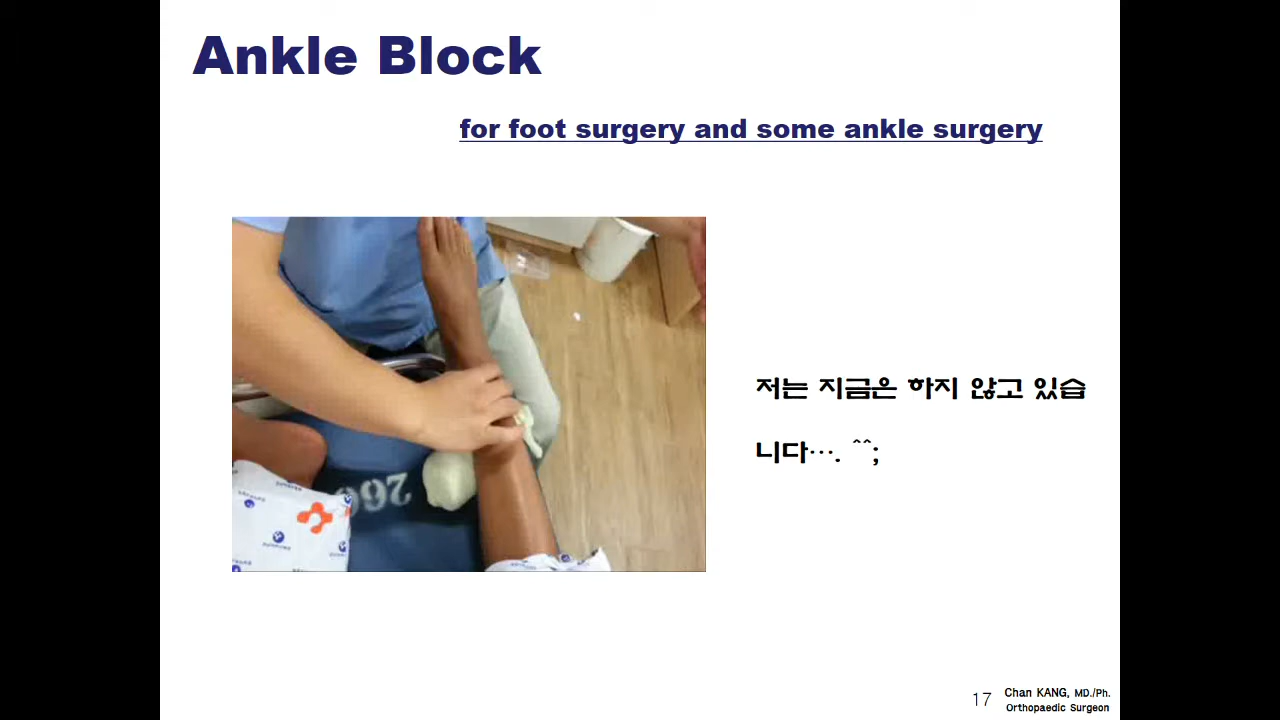 Ankle Block
for foot surgery and some ankle surgery
266
저는 지금은 하지 않고 있습
니다…. ^^;
17
Chan KANG, MD./Ph.
Orthopaedic Surgeon